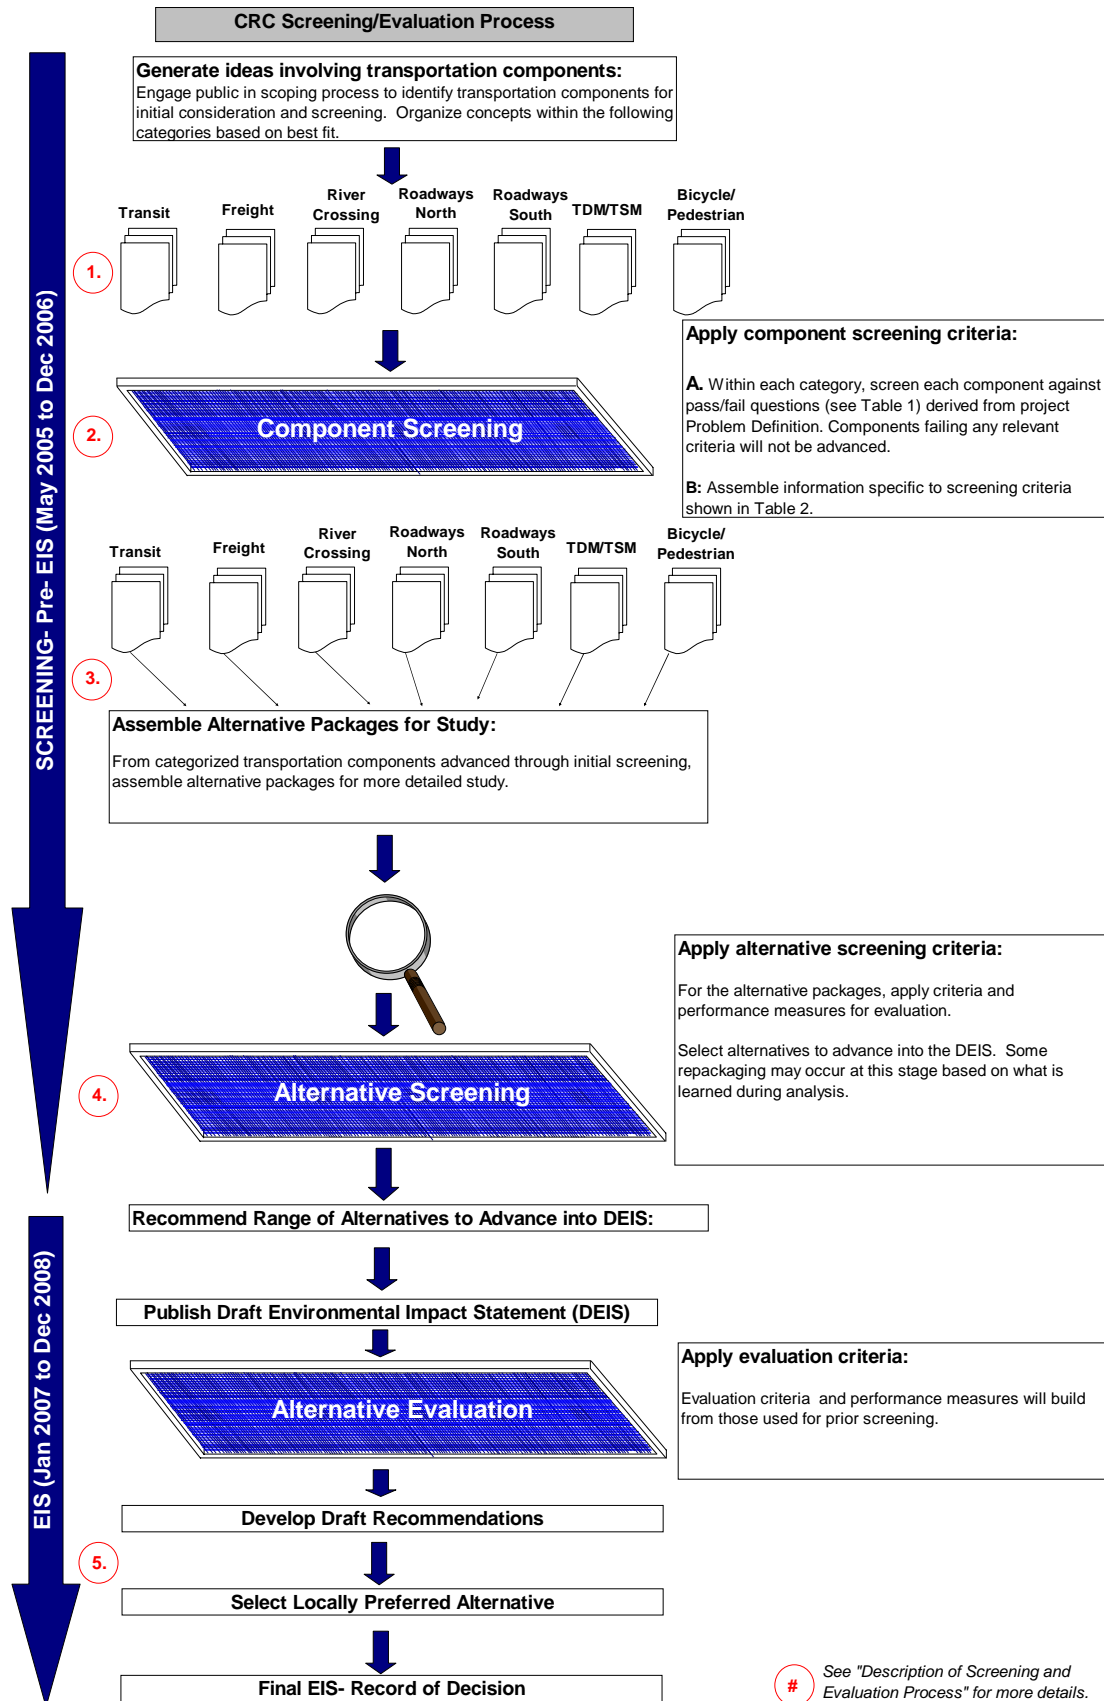 CRC Screening/Evaluation Process
Generate ideas involving transportation components:
Engage public in scoping process to identify transportation components for
initial consideration and screening.  Organize concepts within the following
categories based on best fit.
SCREENING- Pre- EIS (May 2005 to Dec 2006)
1.
Transit
Freight
River
Crossing
Roadways
North
Roadways
South
TDM/TSM
Bicycle/
Pedestrian
2.
Component Screening
Apply component screening criteria:
A. Within each category, screen each component against
pass/fail questions (see Table 1) derived from project
Problem Definition. Components failing any relevant
criteria will not be advanced.
B: Assemble information specific to screening criteria
shown in Table 2.
Transit
Freight
River
Crossing
Roadways
North
Roadways
South
TDM/TSM
Bicycle/
Pedestrian
3.
Assemble Alternative Packages for Study:
From categorized transportation components advanced through initial screening,
assemble alternative packages for more detailed study.
4.
Alternative Screening
Apply alternative screening criteria:
For the alternative packages, apply criteria and
performance measures for evaluation.
Select alternatives to advance into the DEIS.  Some
repackaging may occur at this stage based on what is
learned during analysis.
EIS (Jan 2007 to Dec 2008)
Recommend Range of Alternatives to Advance into DEIS:
Publish Draft Environmental Impact Statement (DEIS)
Alternative Evaluation
Apply evaluation criteria:
Evaluation criteria  and performance measures will build
from those used for prior screening.
Develop Draft Recommendations
5.
Select Locally Preferred Alternative
Final EIS- Record of Decision
#
See "Description of Screening and
Evaluation Process" for more details.